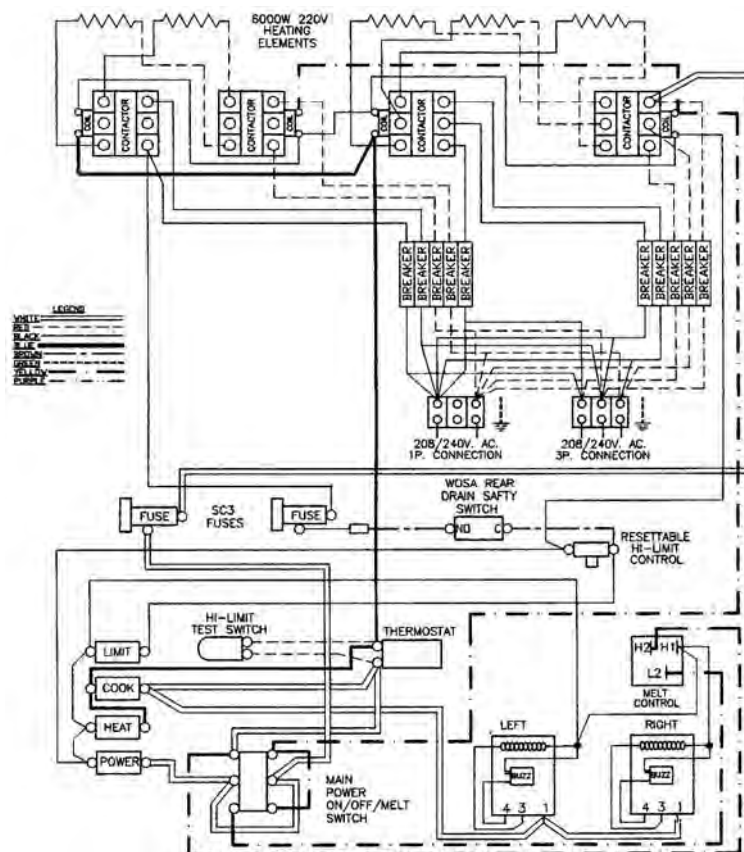 6000W 220V
HEATING
ELEMENTS
COIL
CONTACTOR
CONTACTOR
COIL
COIL
CONTACTOR
CONTACTOR
COIL
BREAKER
BREAKER
BREAKER
BREAKER
BREAKER
BREAKER
BREAKER
BREAKER
BREAKER
BREAKER
LEGEND
WHITE
RED
BLACK
BLUE
BROWN
GREEN
YELLOW
PURPLE
208/240V. AC.
1P. CONNECTION
208/240V. AC.
3P. CONNECTION
FUSE
SC3
FUSES
FUSE
WDSA REAR
DRAIN SAFTY
SWITCH
NO C
RESETTABLE
HI-LIMIT
CONTROL
HI-LIMIT
TEST SWITCH
THERMOSTAT
LIMIT
COOK
HEAT
POWER
H2 H1
L2
MELT
CONTROL
MAIN
POWER
ON/OFF/MELT
SWITCH
LEFT
BUZZ
4 3 1
RIGHT
BUZZ
4 3 1